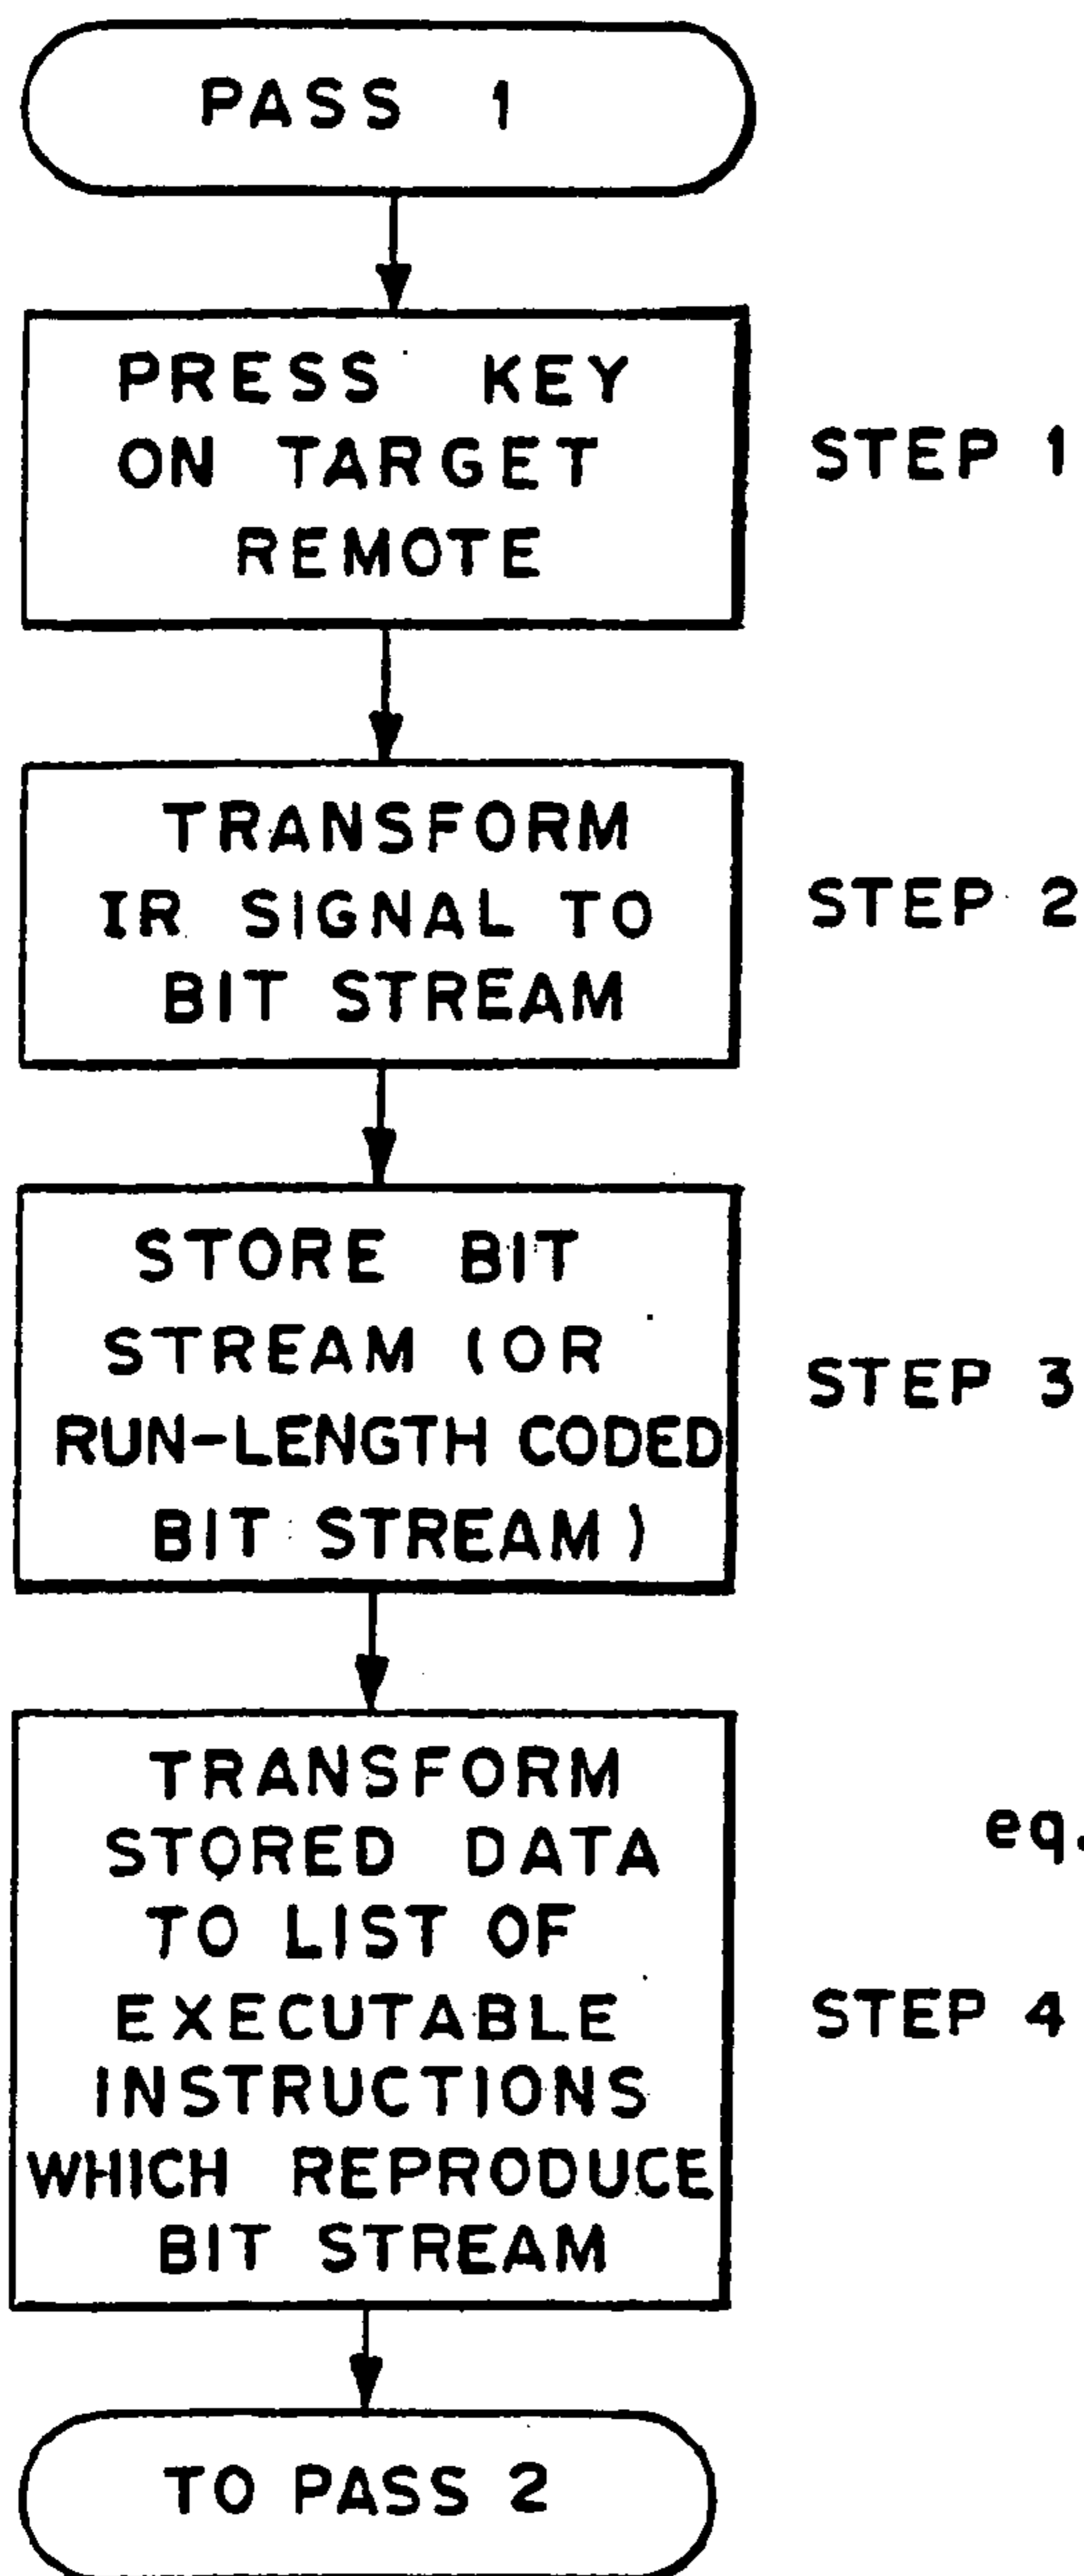 PASS 1
PRESS KEY
ON TARGET
REMOTE
STEP 1
TRANSFORM
IR SIGNAL TO
BIT STREAM
STEP 2
STORE BIT
STREAM (OR
RUN-LENGTH CODED
BIT STREAM)
STEP 3
TRANSFORM
STORED DATA
TO LIST OF
EXECUTABLE
INSTRUCTIONS
WHICH REPRODUCE
BIT STREAM
eq.
STEP 4
TO PASS 2